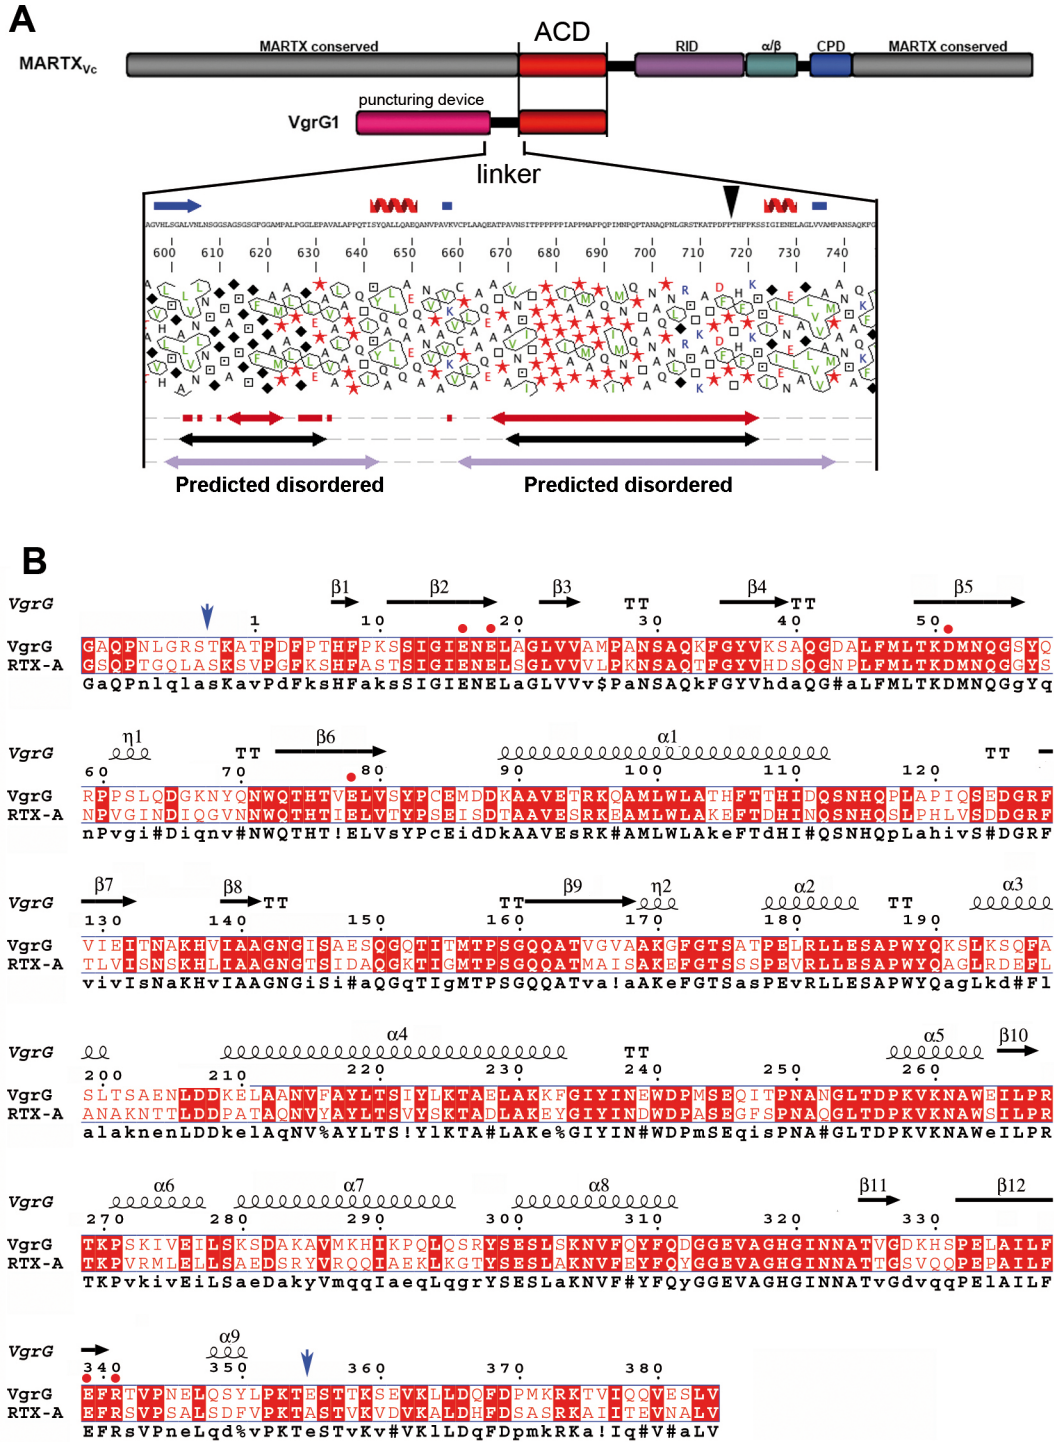 A
ACD
MARTX conserved RID α/β CPD MARTX conserved
MARTXVc
puncturing device
VgrG1
linker
600 610 620 630 640 650 660 670 680 690 700 710 720 730 740
Predicted disordered Predicted disordered
B
VgrG β1 β2 β3 TT β4 TT β5
1 10 20 30 40 50
VgrG GAQPNLGRSTKATPDFPTHFPKSSIGIENELAGLVVAMPANSAQKFGYVKSAQGDALFMLTKDMNQGSYQ
RTX-A GSQPTGQLASKSVPGFKSHFASTSIGIENELSGLVVVLPKNSAQTFGYVHDSQGNPLFMLTKDMNQGGYS
GaQPnlqlasKavPdFksHFaksSIGIENELaGLVVv$PaNSAQkFGYVhdaQG#aLFMLTKDMNQGgYq
VgrG η1 TT β6 α1 TT
60 70 80 90 100 110 120
VgrG RPPSLQDGKNYQNWQTHTVELVSYPCEMDDKAAVETRKQAMLWLATHFTTHIDQSNHQPLAPIQSEDGRF
RTX-A NPVGINDIQGVNNWQTHTIELVTYPSEISDTAAVESRKEAMLWLAKEFTDHINQSNHQSLPHLVSDDGRF
nPvgi#Diqnv#NWQTHT!ELVsYPcEidDkAAVEsRK#AMLWLAkeFTdHI#QSNHQpLahivS#DGRF
VgrG β7 β8 TT TT β9 η2 α2 TT α3
130 140 150 160 170 180 190
VgrG VIEITNAKHVIAAGNGISAESQGQTITMTPSGQQATVGVAAKGFGTSATPELRLLESAPWYQKSLKSQFA
RTX-A TLVISNSKHLIAAGNGTSIDAQGKTIGMTPSGQQATMAISAKEFGTSSSPEVRLLESAPWYQAGLRDEFL
vivIsNaKHvIAAGNGiSi#aQGqTIgMTPSGQQATva!aAKeFGTSasPEvRLLESAPWYQagLkd#Fl
VgrG α4 TT α5 β10
200 210 220 230 240 250 260
VgrG SLTSAENLDDKELAANVFAYLTSIYLKTAELAKKFGIYINEWDPMSEQITPNANGLTDPKVKNAWEILPR
RTX-A ANAKNTTLDDPATAQNVYAYLTSVYSKTADLAKEYGIYINDWDPASEGFSPNAQGLTDPKVKNAWSILPR
alaknenLDDkelAqNV%AYLTS!YlKTA#LAKe%GIYIN#WDPmSEqisPNA#GLTDPKVKNAWeILPR
VgrG α6 α7 α8 β11 β12
270 280 290 300 310 320 330
VgrG TKPSKIVEILSKSDAKAVMKHIKPQLQSRYSESLSKNVFQYFQDGGEVAGHGINNATVGDKHSPELAILF
RTX-A TKPVRMLELLSAEDARYVRQQIAEKLKGTYSESLAKNVFEYFQYGGEVAGHGINNATTGSVQQPEPAILF
TKPvkivEiLSaeDakyVmqqIaeqLqgrYSESLaKNVF#YFQyGGEVAGHGINNATvGdvqqPElAILF
VgrG α9
340 350 360 370 380
VgrG EFRTVPNELQSYLPKTESTTKSEVKLLDQFDPMKRKTVIQQVESLV
RTX-A EFRSVPSALSDFVPKTASTVKVDVKALDHFDSASRKAIITEVNALV
EFRsVPneLqd%vPKTeSTvKv#VKlLDqFDpmkRKa!Iq#V#aLV